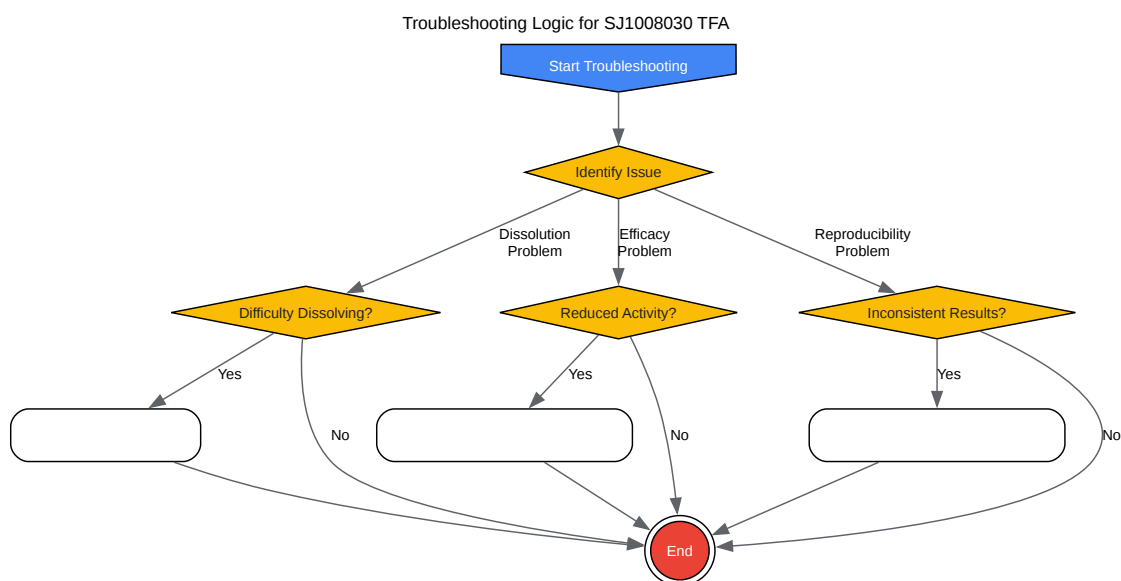 Troubleshooting Logic for SJ1008030 TFA
Start Troubleshooting
Identify Issue
Dissolution
Problem
Efficacy
Problem
Reproducibility
Problem
Difficulty Dissolving?
Reduced Activity?
Inconsistent Results?
Yes
Yes
Yes
No
No
No
End